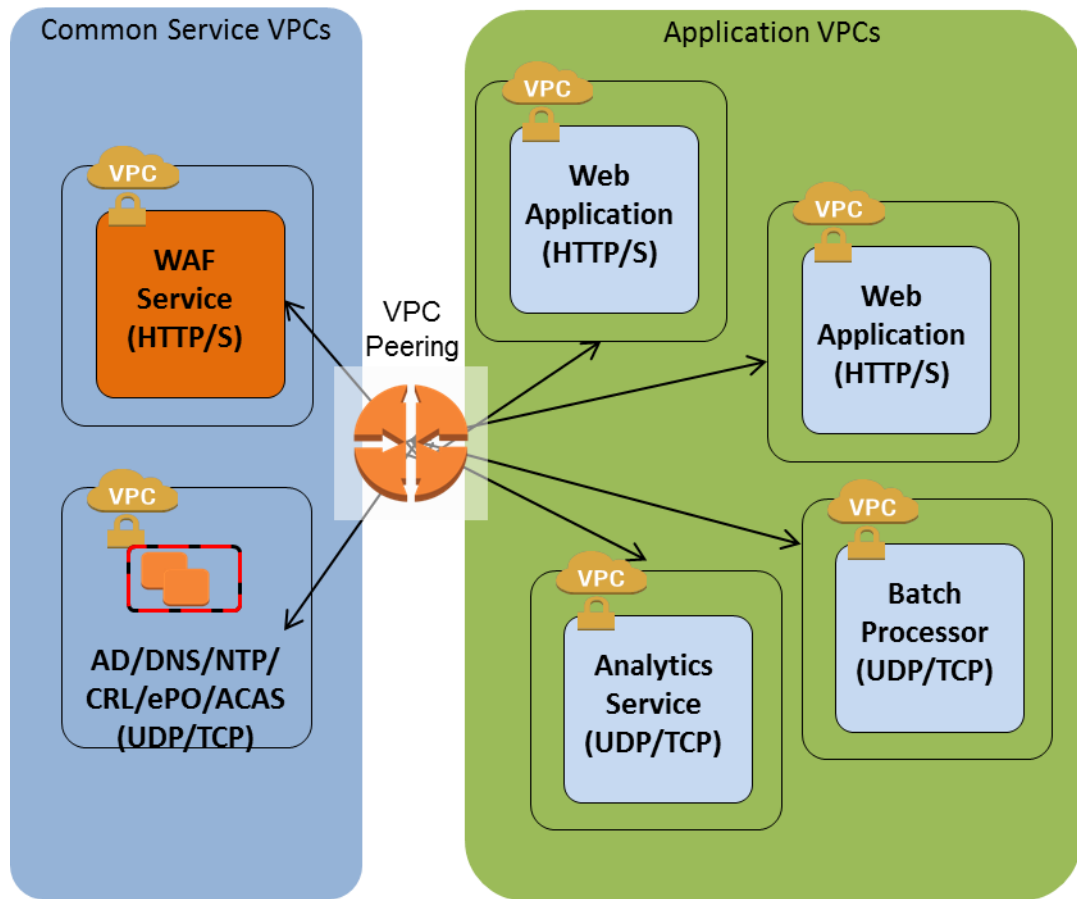 Common Service VPCs
VPC
WAF
Service
(HTTP/S)
VPC
AD/DNS/NTP/
CRL/ePO/ACAS
(UDP/TCP)
VPC
Peering
Application VPCs
VPC
Web
Application
(HTTP/S)
VPC
Web
Application
(HTTP/S)
VPC
Analytics
Service
(UDP/TCP)
VPC
Batch
Processor
(UDP/TCP)